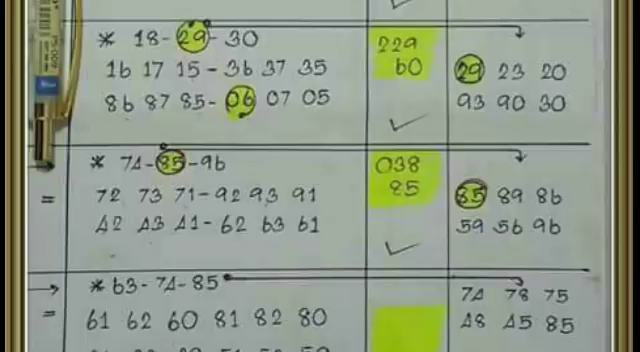 * 18-29-30
16 17 15-36 37 35
86 87 85-06 07 05
229
60
29 23 20
93 90 30
* 74-85-96
= 72 73 71-92 93 91
42 43 41-62 63 61
038
85
85 89 86
59 56 96
* 63-74-85
= 61 62 60 81 82 80
74 78 75
48 45 85